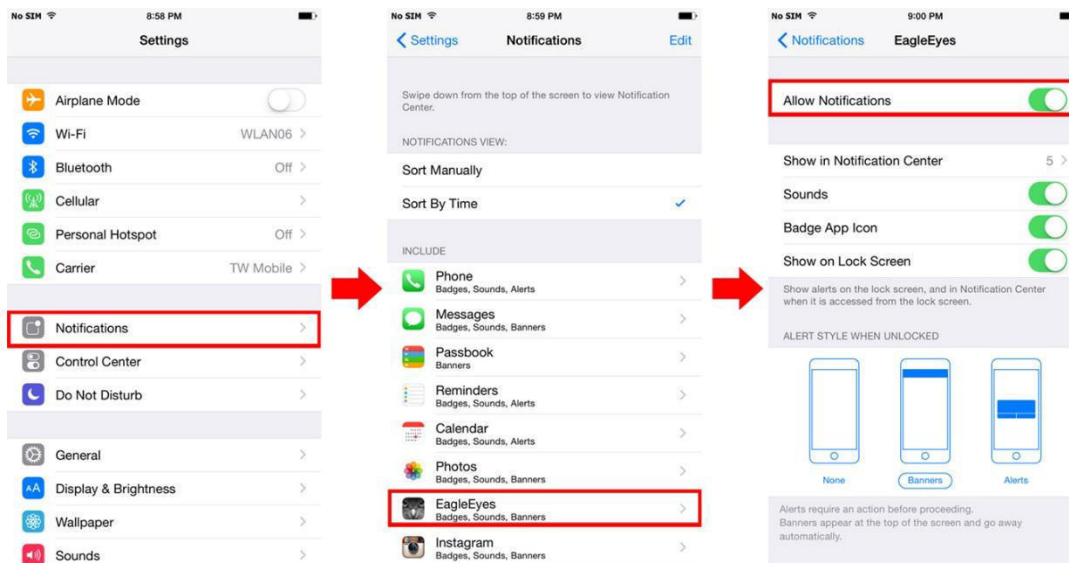 No SIM 8:58 PM
Settings
Airplane Mode
Wi-Fi WLAN06
Bluetooth Off
Cellular
Personal Hotspot Off
Carrier TW Mobile
Notifications
Control Center
Do Not Disturb
General
AA Display & Brightness
Wallpaper
Sounds
No SIM 8:59 PM
Settings Notifications Edit
Swipe down from the top of the screen to view Notification
Center.
NOTIFICATIONS VIEW:
Sort Manually
Sort By Time
INCLUDE
Phone
Badges, Sounds, Alerts
Messages
Badges, Sounds, Banners
Passbook
Banners
Reminders
Badges, Sounds, Alerts
Calendar
Badges, Sounds, Alerts
Photos
Badges, Sounds, Banners
EagleEyes
Badges, Sounds, Banners
Instagram
Badges, Sounds, Banners
No SIM 9:00 PM
Notifications EagleEyes
Allow Notifications
Show in Notification Center 5
Sounds
Badge App Icon
Show on Lock Screen
Show alerts on the lock screen, and in Notification Center
when it is accessed from the lock screen.
ALERT STYLE WHEN UNLOCKED
None Banners Alerts
Alerts require an action before proceeding.
Banners appear at the top of the screen and go away
automatically.